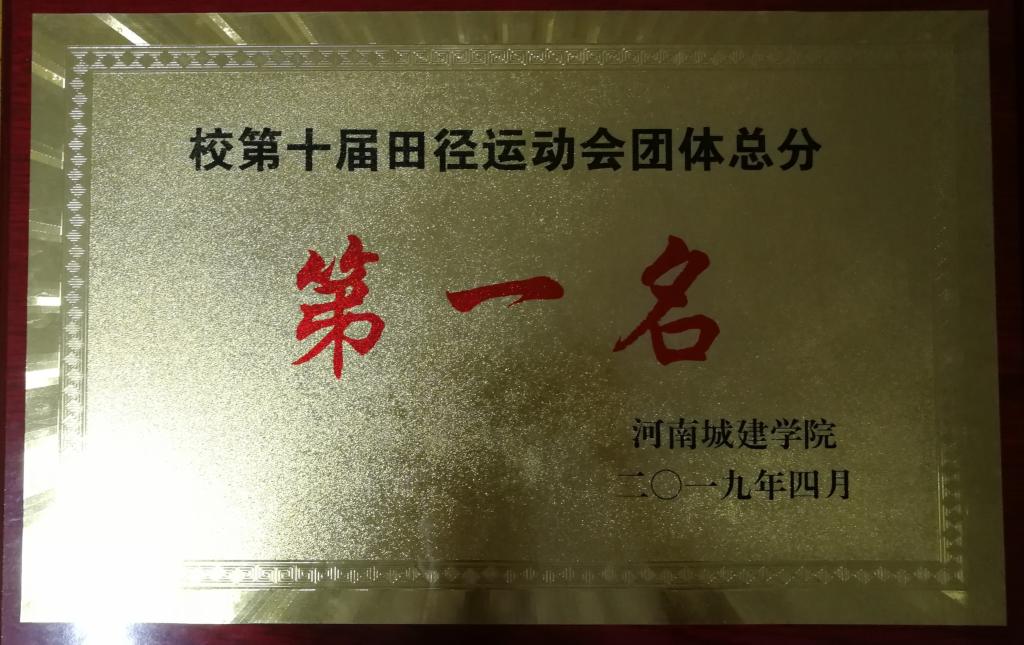 校第十届田径运动会团体总分
第一名
河南城建学院
二〇一九年四月